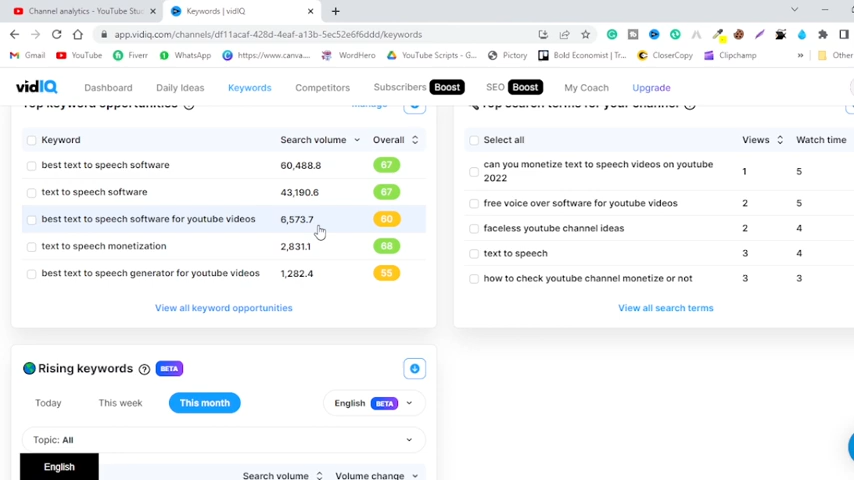 Channel analytics - YouTube Stu
Keywords | vidIQ
app.vidiq.com/channels/df11acaf-428d-4eaf-a13b-5ec52e6f6ddd/keywords
Gmail
YouTube
Fiverr
WhatsApp
https://www.canva...
WordHero
YouTube Scripts - G...
Pictory
Bold Economist | Tr...
CloserCopy
Clipchamp
Other
vidIQ
Dashboard
Daily Ideas
Keywords
Competitors
Subscribers Boost
SEO Boost
My Coach
Upgrade
Top keyword opportunities
Manage
Keyword Search volume Overall
best text to speech software 60,488.8 67
text to speech software 43,190.6 67
best text to speech software for youtube videos 6,573.7 60
text to speech monetization 2,831.1 68
best text to speech generator for youtube videos 1,282.4 55
View all keyword opportunities
Top search terms for your channel
Select all Views Watch time
can you monetize text to speech videos on youtube
2022 1 5
free voice over software for youtube videos 2 5
faceless youtube channel ideas 2 4
text to speech 3 4
how to check youtube channel monetize or not 3 3
View all search terms
Rising keywords BETA
Today This week This month English BETA
Topic: All
English
Search volume Volume change